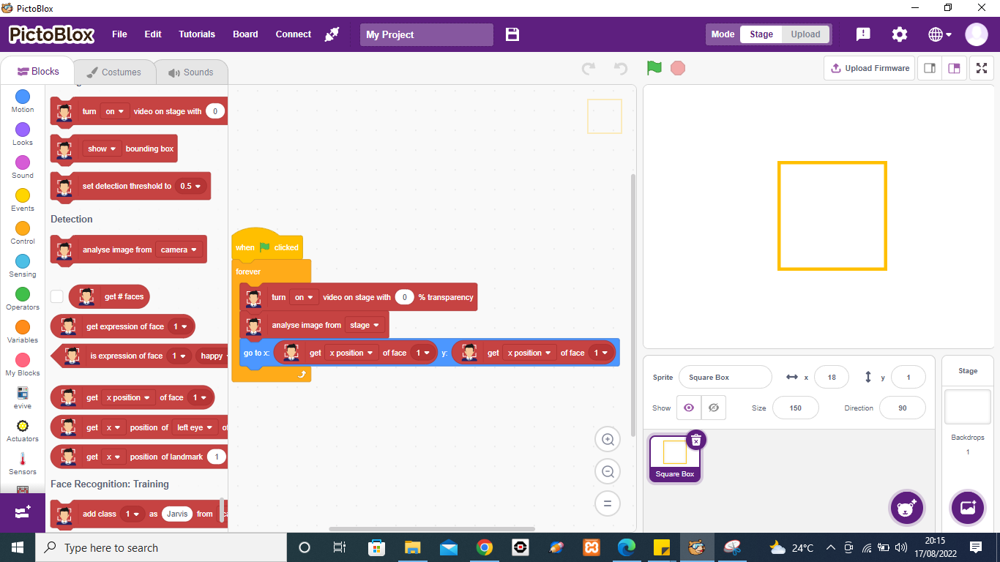 PictoBlox
PictoBlox File Edit Tutorials Board Connect My Project Mode Stage Upload
Blocks Costumes Sounds Upload Firmware
Motion
Looks
Sound
Events
Control
Sensing
Operators
Variables
My Blocks
evive
Actuators
Sensors
turn on video on stage with 0
show bounding box
set detection threshold to 0.5
Detection
analyse image from camera
get # faces
get expression of face 1
is expression of face 1 happy
get x position of face 1
get x position of left eye
get x position of landmark 1
Face Recognition: Training
add class 1 as Jarvis from
when clicked
forever
turn on video on stage with 0 % transparency
analyse image from stage
go to x: get x position of face 1 y: get x position of face 1
Sprite Square Box x 18 y 1
Show Size 150 Direction 90
Square Box
Stage
Backdrops
1
Type here to search
24°C
20:15
17/08/2022